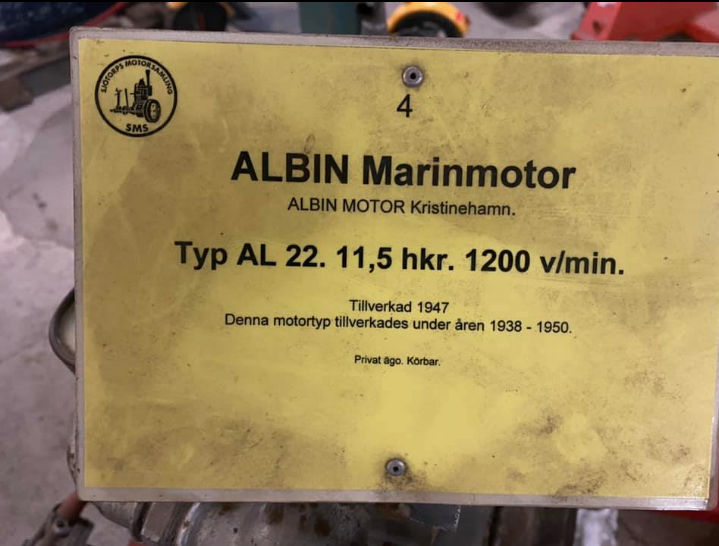 SJÖTORPS MOTORSAMLING
SMS
4
ALBIN Marinmotor
ALBIN MOTOR Kristinehamn.
Typ AL 22. 11,5 hkr. 1200 v/min.
Tillverkad 1947
Denna motortyp tillverkades under åren 1938 - 1950.
Privat ägo. Körbar.